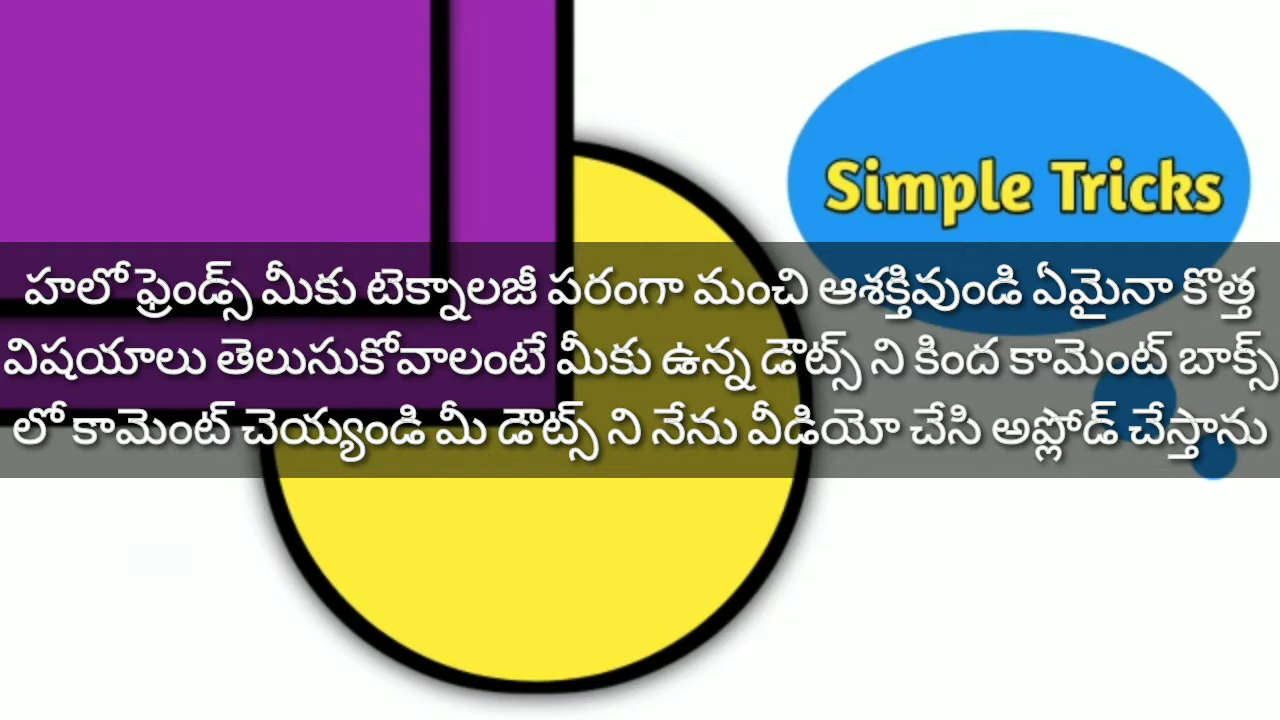 Simple Tricks
హలో ఫ్రెండ్స్ మీకు టెక్నాలజీ పరంగా మంచి ఆశక్తివుండి ఏమైనా కొత్త
విషయాలు తెలుసుకోవాలంటే మీకు ఉన్న డౌట్స్ ని కింద కామెంట్ బాక్స్
లో కామెంట్ చెయ్యండి మీ డౌట్స్ ని నేను వీడియో చేసి అప్లోడ్ చేస్తాను